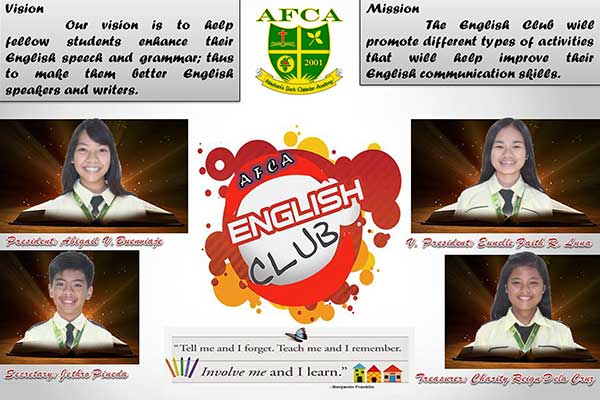 Vision
Our vision is to help
fellow students enhance their
English speech and grammar; thus
to make them better English
speakers and writers.
AFCA
2001
Mission
The English Club will
promote different types of activities
that will help improve their
English communication skills.
President: Abigail V. Buenviaje
V. President: Ennelle Faith R. Luna
AFCA
ENGLISH
CLUB
Secretary: Jethro Pineda
Treasurer: Charity Reign Dela Cruz
“Tell me and I forget. Teach me and I remember.
Involve me and I learn.”
- Benjamin Franklin